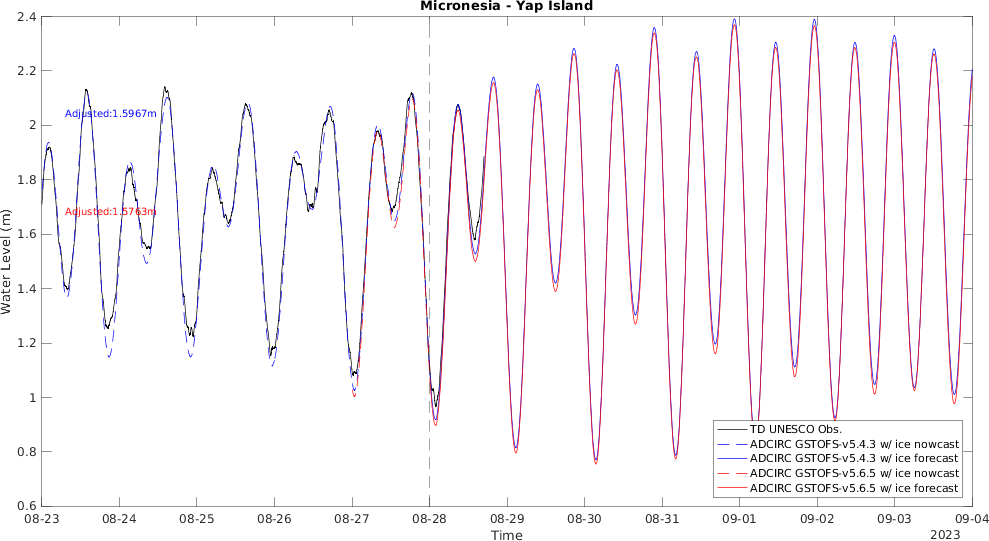 Micronesia - Yap Island
2.4
2.2
2
1.8
1.6
1.4
1.2
1
0.8
0.6
Water Level (m)
Adjusted:1.5967m
Adjusted:1.5763m
TD UNESCO Obs.
ADCIRC GSTOFS-v5.4.3 w/ ice nowcast
ADCIRC GSTOFS-v5.4.3 w/ ice forecast
ADCIRC GSTOFS-v5.6.5 w/ ice nowcast
ADCIRC GSTOFS-v5.6.5 w/ ice forecast
08-23 08-24 08-25 08-26 08-27 08-28 08-29 08-30 08-31 09-01 09-02 09-03 09-04
Time
2023